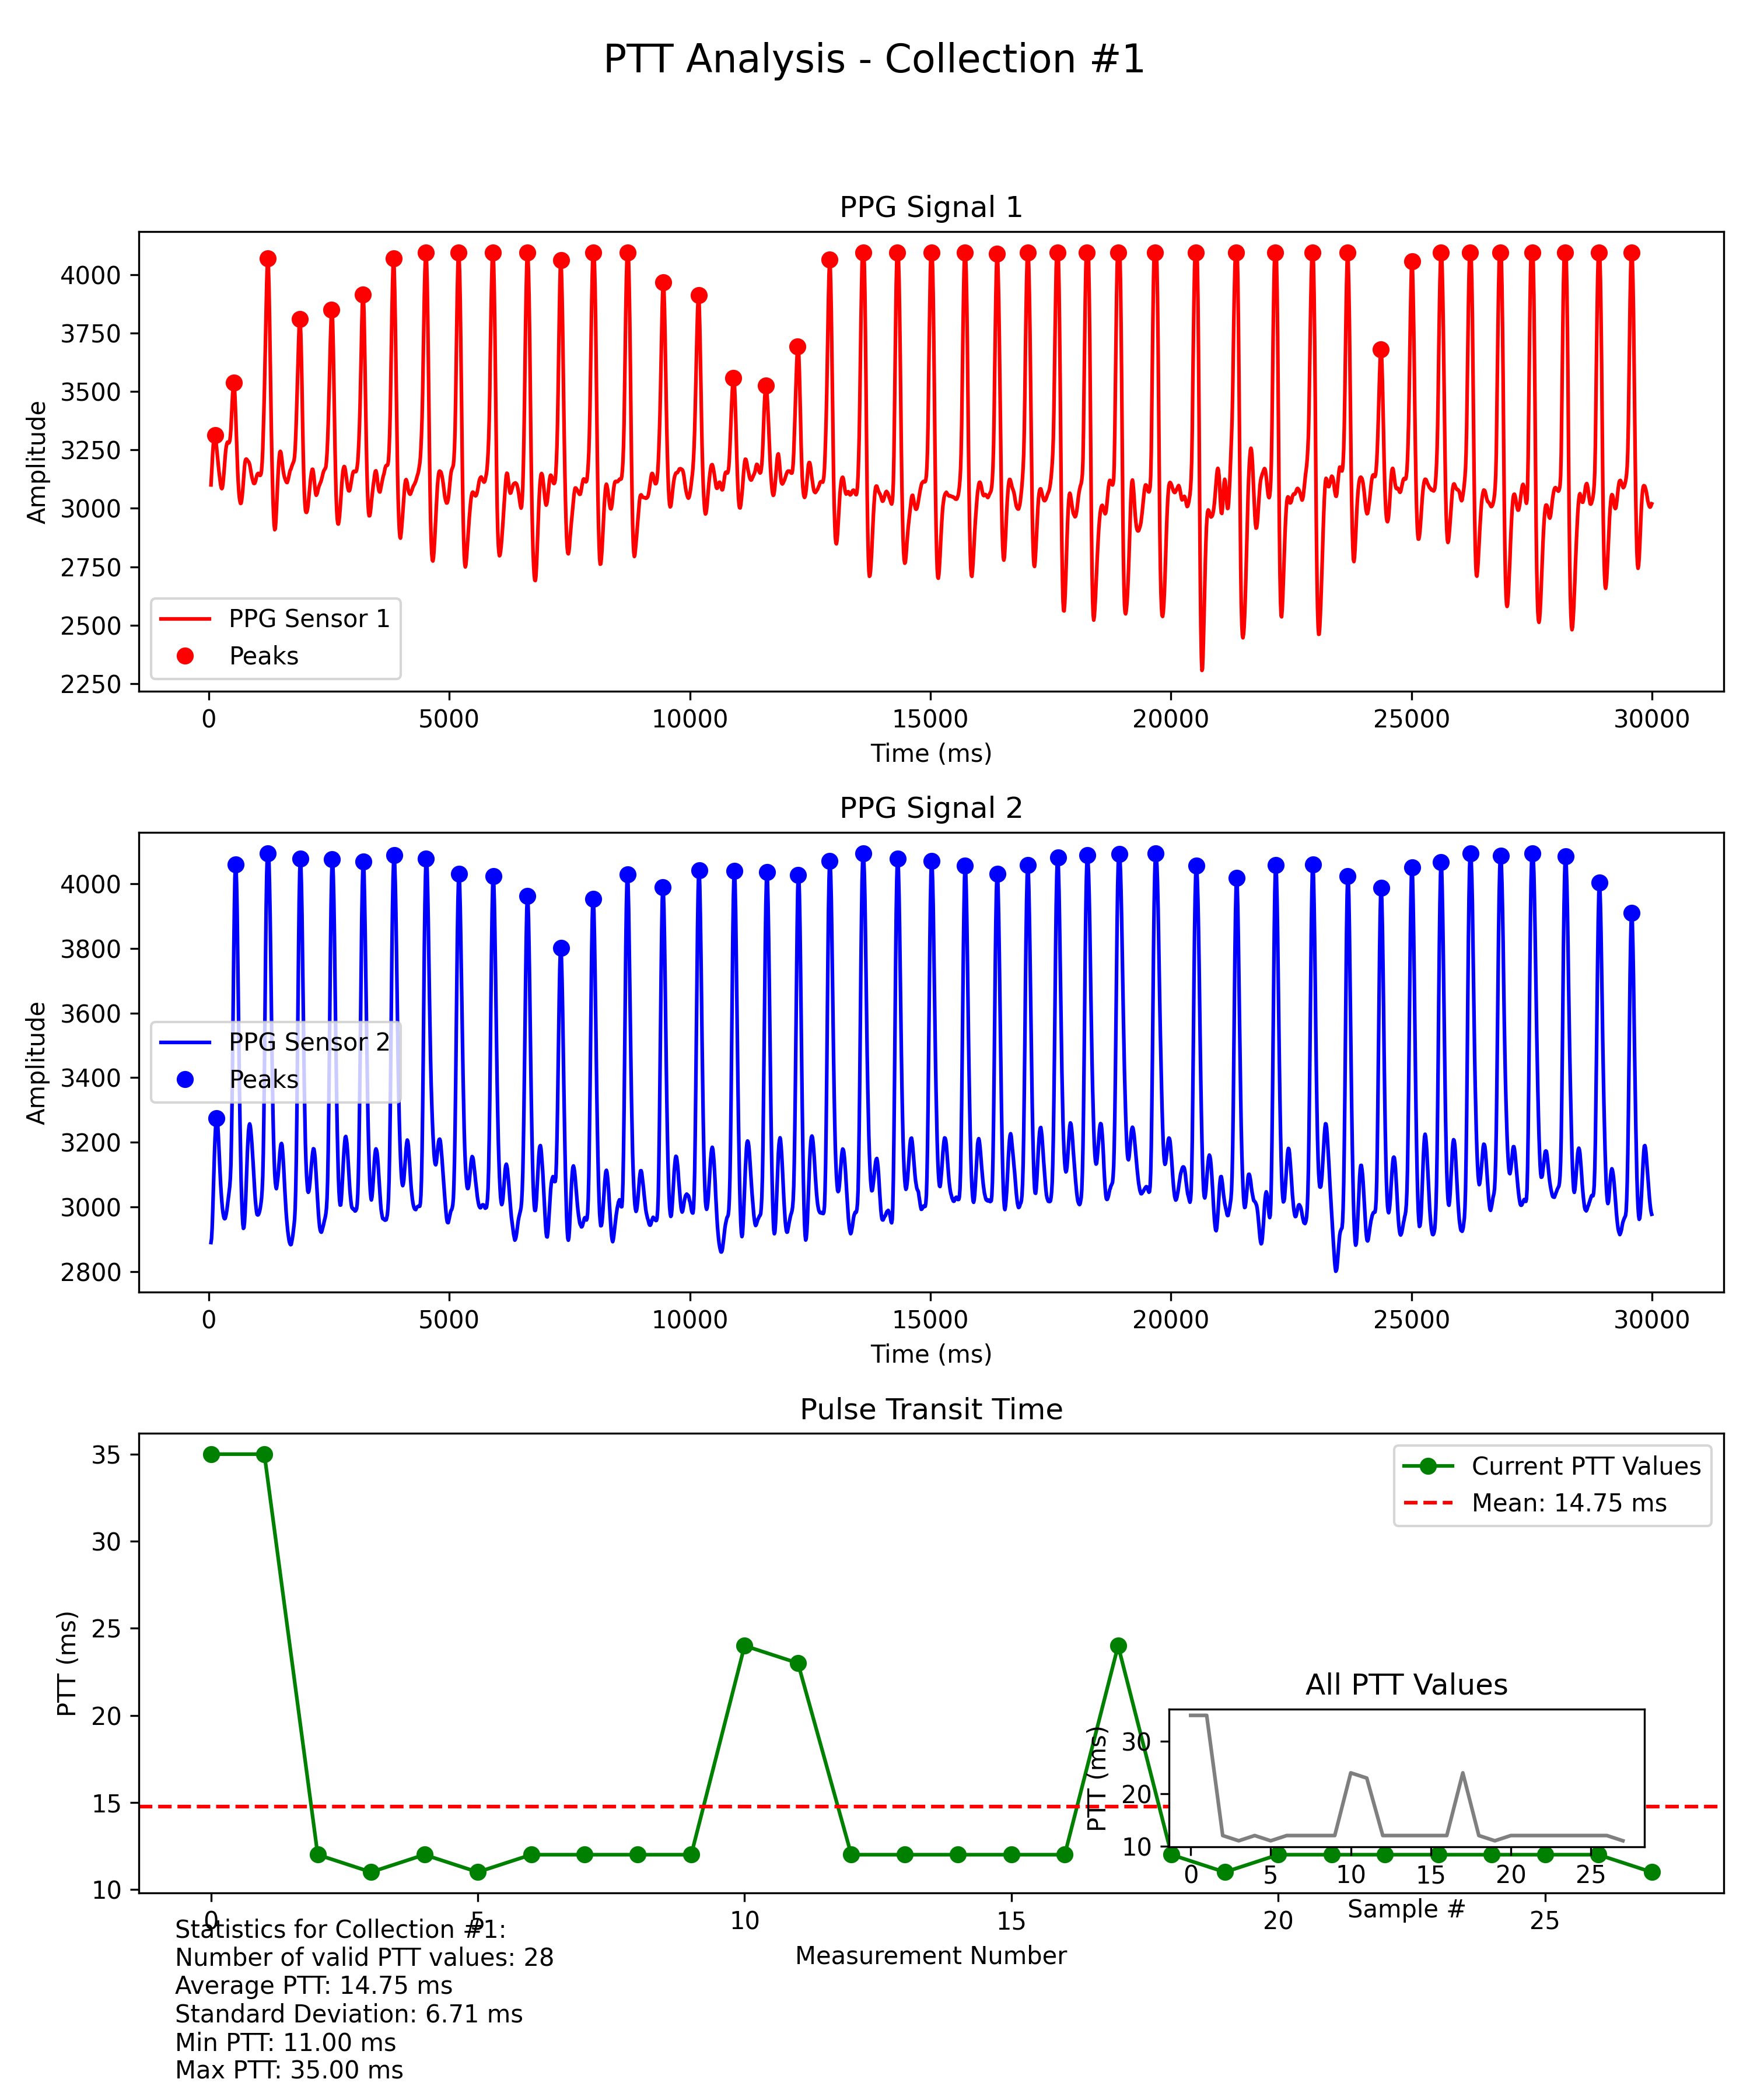 PTT Analysis - Collection #1
PPG Signal 1
Amplitude
4000
3750
3500
3250
3000
2750
2500
2250
PPG Sensor 1
Peaks
0 5000 10000 15000 20000 25000 30000
Time (ms)
PPG Signal 2
Amplitude
4000
3800
3600
3400
3200
3000
2800
PPG Sensor 2
Peaks
0 5000 10000 15000 20000 25000 30000
Time (ms)
Pulse Transit Time
PTT (ms)
35
30
25
20
15
10
Current PTT Values
Mean: 14.75 ms
All PTT Values
PTT (ms)
30
20
10
0 5 10 15 20 25
Sample #
0 5 10 15 20 25
Measurement Number
Statistics for Collection #1:
Number of valid PTT values: 28
Average PTT: 14.75 ms
Standard Deviation: 6.71 ms
Min PTT: 11.00 ms
Max PTT: 35.00 ms